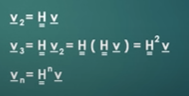 v₂ = H v
v₃ = H v₂ = H ( H v ) = H² v
vₙ = Hⁿ v